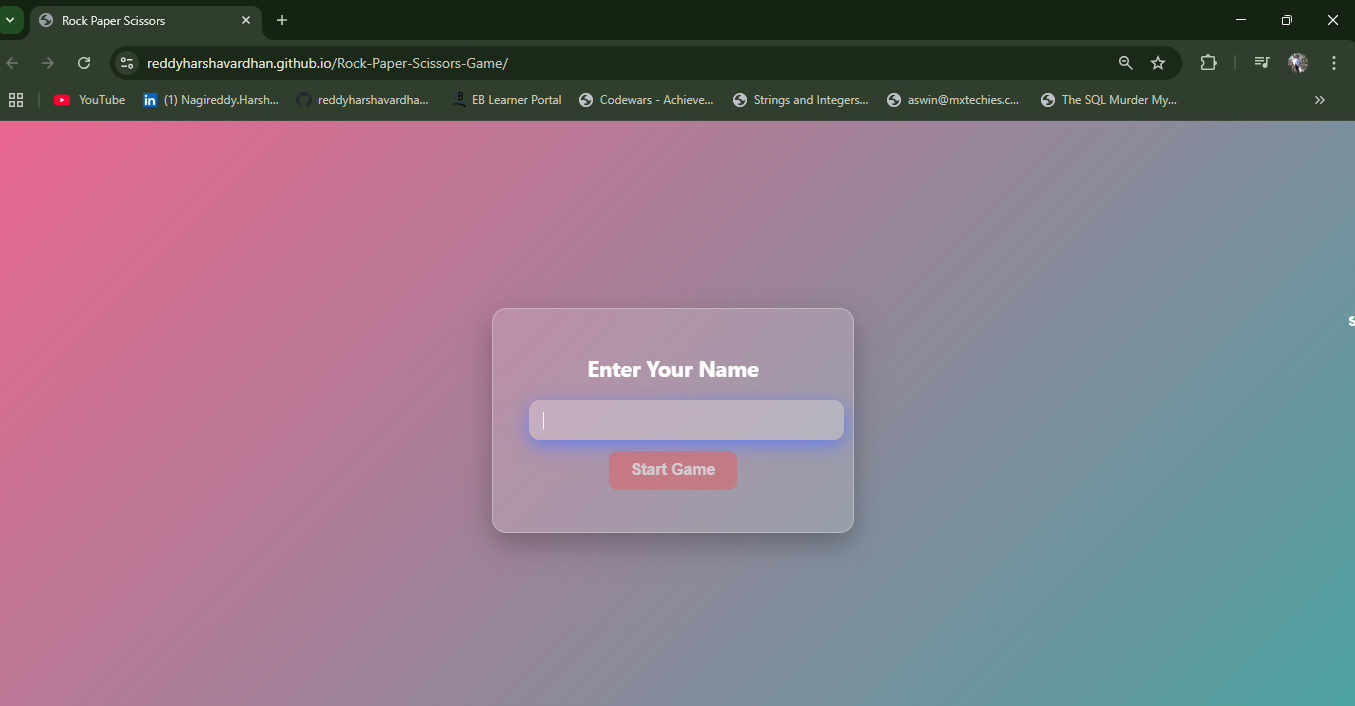 Rock Paper Scissors
reddyharshavardhan.github.io/Rock-Paper-Scissors-Game/
YouTube
in (1) Nagireddy.Harsh...
reddyharshavardha...
B EB Learner Portal
Codewars - Achieve...
Strings and Integers...
aswin@mxtechies.c...
The SQL Murder My...
Enter Your Name
Start Game